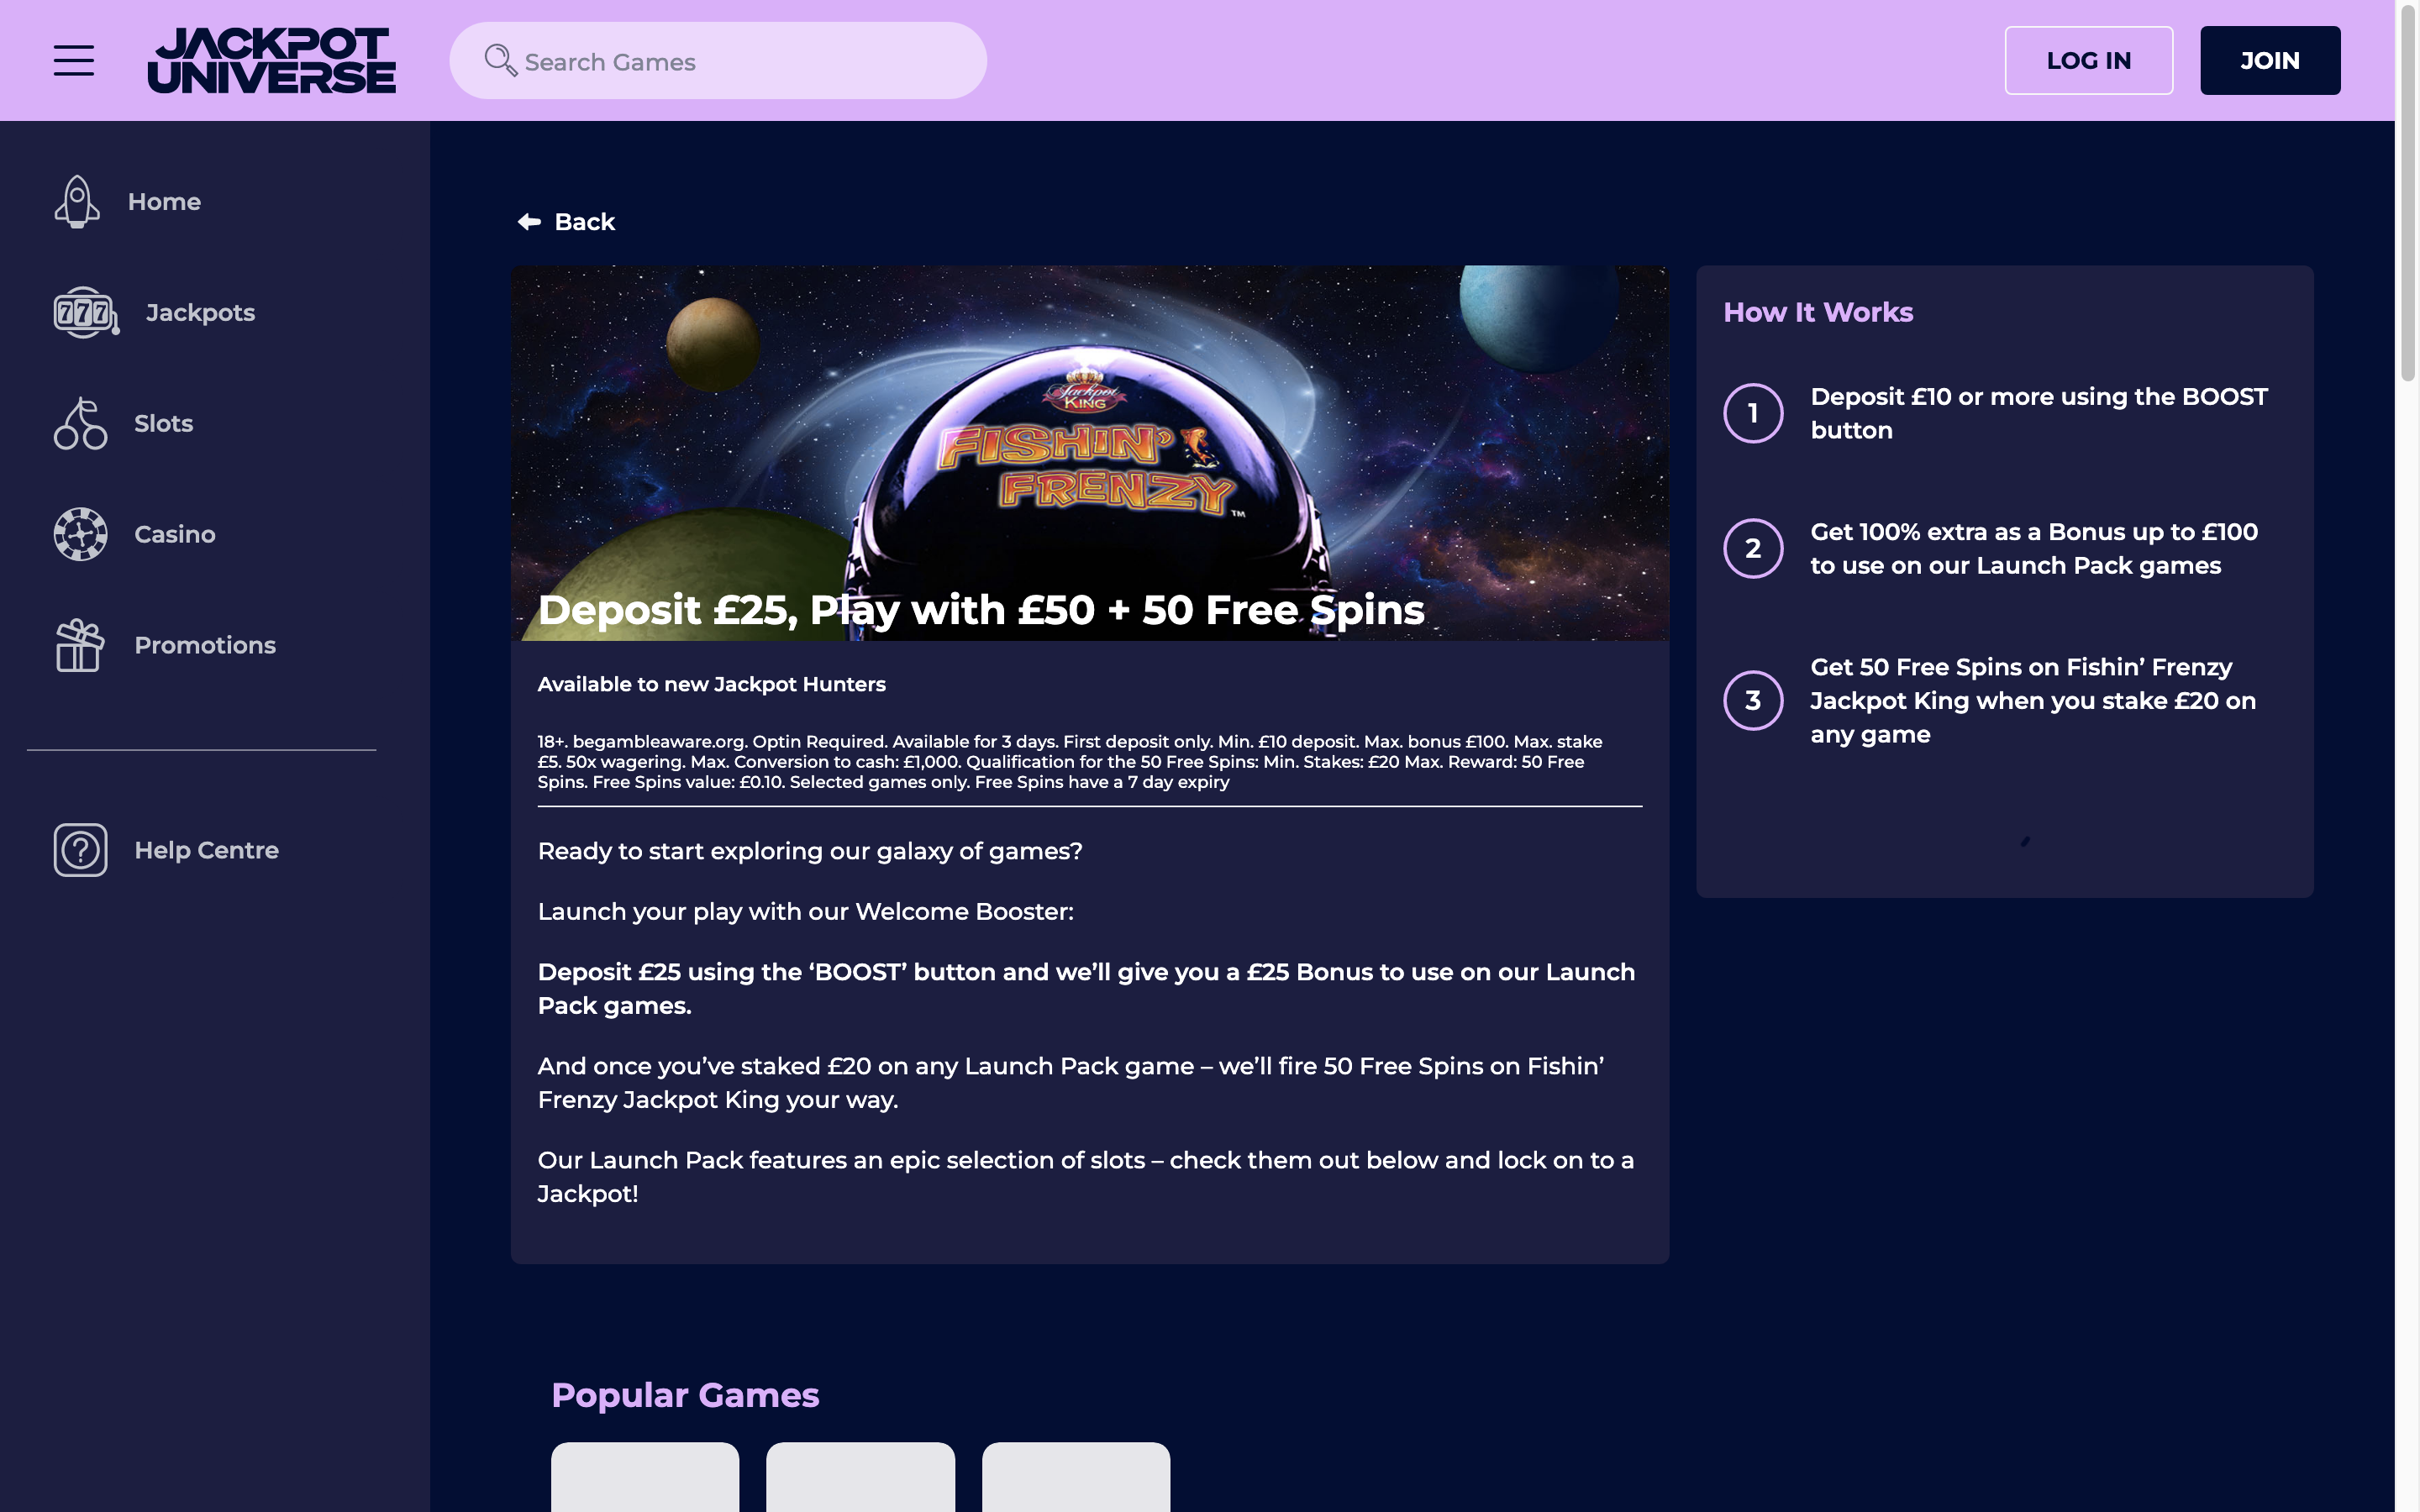 JACKPOT
UNIVERSE
Search Games
LOG IN
JOIN
Home
777
Jackpots
Slots
Casino
Promotions
?
Help Centre
Back
Jackpot
KING
FISHIN'
FRENZY™
Deposit £25, Play with £50 + 50 Free Spins
Available to new Jackpot Hunters
18+. begambleaware.org. Optin Required. Available for 3 days. First deposit only. Min. £10 deposit. Max. bonus £100. Max. stake
£5. 50x wagering. Max. Conversion to cash: £1,000. Qualification for the 50 Free Spins: Min. Stakes: £20 Max. Reward: 50 Free
Spins. Free Spins value: £0.10. Selected games only. Free Spins have a 7 day expiry
Ready to start exploring our galaxy of games?
Launch your play with our Welcome Booster:
Deposit £25 using the ‘BOOST’ button and we’ll give you a £25 Bonus to use on our Launch
Pack games.
And once you’ve staked £20 on any Launch Pack game – we’ll fire 50 Free Spins on Fishin’
Frenzy Jackpot King your way.
Our Launch Pack features an epic selection of slots – check them out below and lock on to a
Jackpot!
How It Works
1
Deposit £10 or more using the BOOST
button
2
Get 100% extra as a Bonus up to £100
to use on our Launch Pack games
3
Get 50 Free Spins on Fishin’ Frenzy
Jackpot King when you stake £20 on
any game
Popular Games